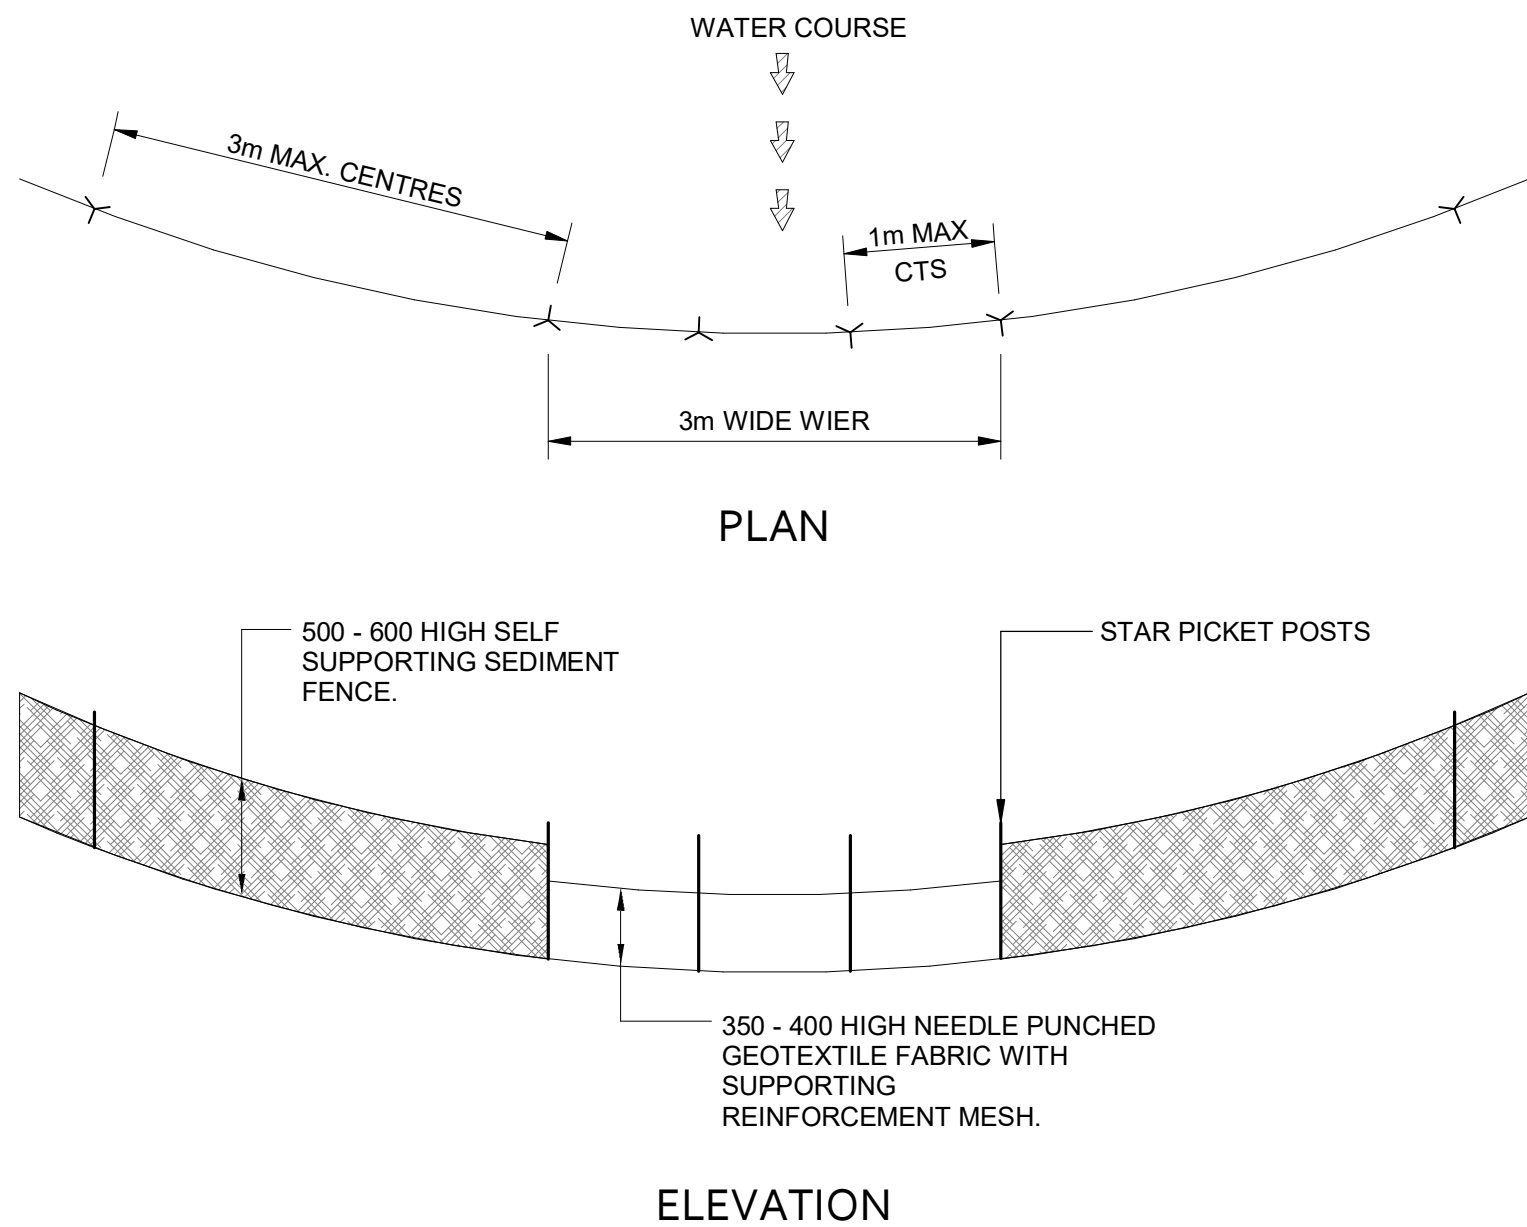 WATER COURSE
3m MAX. CENTRES
1m MAX
CTS
3m WIDE WIER
PLAN
500 - 600 HIGH SELF
SUPPORTING SEDIMENT
FENCE.
STAR PICKET POSTS
350 - 400 HIGH NEEDLE PUNCHED
GEOTEXTILE FABRIC WITH
SUPPORTING
REINFORCEMENT MESH.
ELEVATION